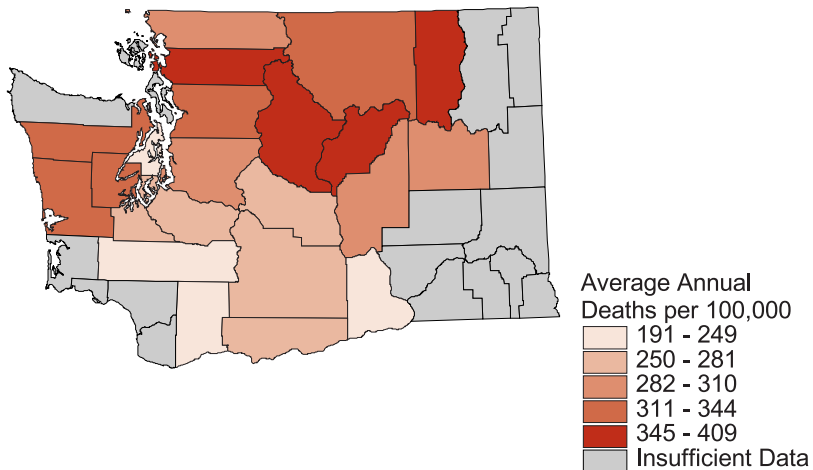 Average Annual
Deaths per 100,000
191 - 249
250 - 281
282 - 310
311 - 344
345 - 409
Insufficient Data